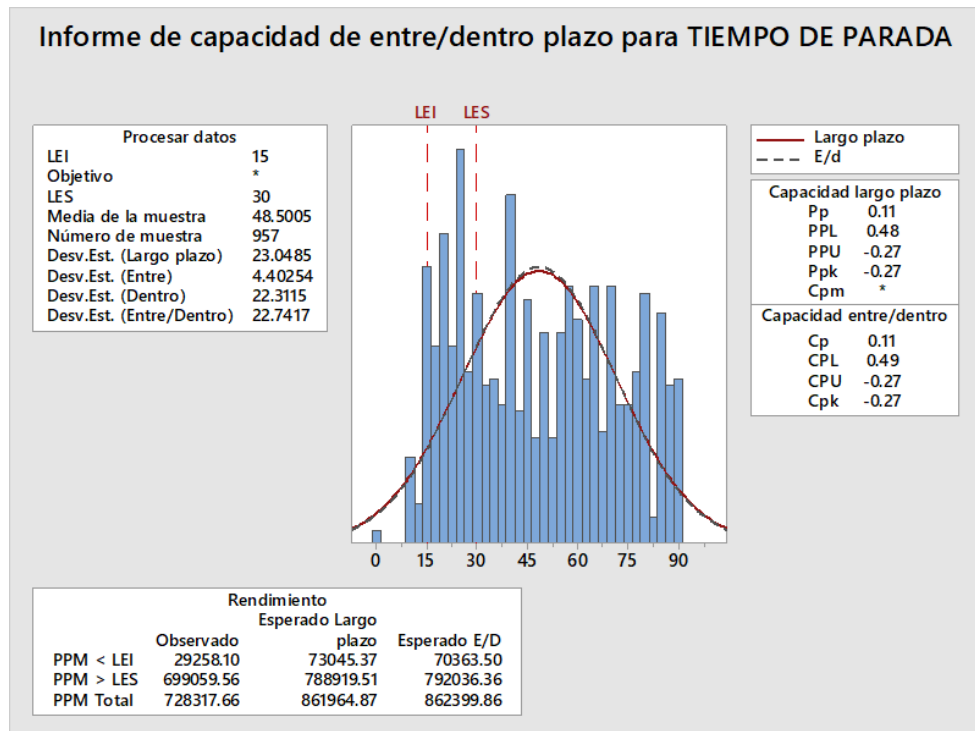 Informe de capacidad de entre/dentro plazo para TIEMPO DE PARADA
LEI LES
Procesar datos
LEI 15
Objetivo *
LES 30
Media de la muestra 48.5005
Número de muestra 957
Desv.Est. (Largo plazo) 23.0485
Desv.Est. (Entre) 4.40254
Desv.Est. (Dentro) 22.3115
Desv.Est. (Entre/Dentro) 22.7417
Largo plazo
E/d
Capacidad largo plazo
Pp 0.11
PPL 0.48
PPU -0.27
Ppk -0.27
Cpm *
Capacidad entre/dentro
Cp 0.11
CPL 0.49
CPU -0.27
Cpk -0.27
0 15 30 45 60 75 90
Rendimiento
Esperado Largo
Observado plazo Esperado E/D
PPM < LEI 29258.10 73045.37 70363.50
PPM > LES 699059.56 788919.51 792036.36
PPM Total 728317.66 861964.87 862399.86